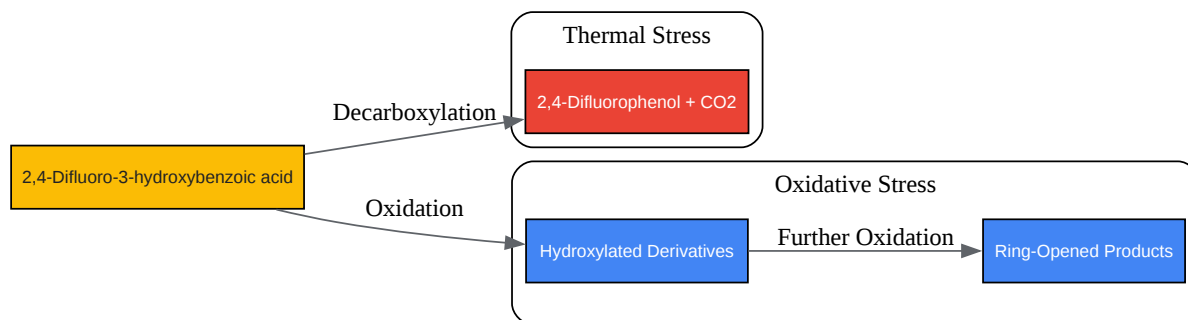 Thermal Stress
2,4-Difluorophenol + CO2
Decarboxylation
2,4-Difluoro-3-hydroxybenzoic acid
Oxidation
Oxidative Stress
Hydroxylated Derivatives
Further Oxidation
Ring-Opened Products